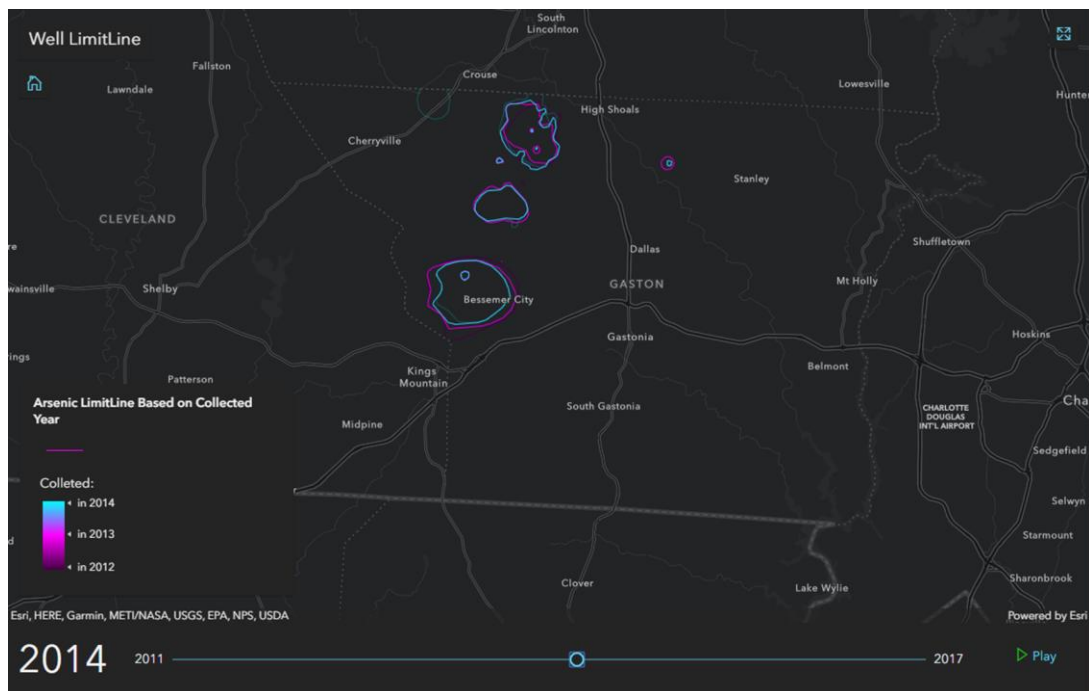 Well LimitLine
South
Lincolnton
Fallston
Crouse
Lowesville
Lawndale
Hunter
High Shoals
Cherryville
Stanley
CLEVELAND
Shuffletown
re
Dallas
Mt Holly
GASTON
wainsville
Shelby
Bessemer City
Hoskins
Gastonia
rings
Belmont
Kings
Mountain
Patterson
Cha
Arsenic LimitLine Based on Collected
Year
South Gastonia
CHARLOTTE
DOUGLAS
INT'L AIRPORT
Midpine
Sedgefield
Colleted:
in 2014
Selwyn
in 2013
Starmount
d
in 2012
Sharonbrook
Clover
Lake Wylie
Esri, HERE, Garmin, METI/NASA, USGS, EPA, NPS, USDA
Powered by Esri
2014
2011
2017
Play